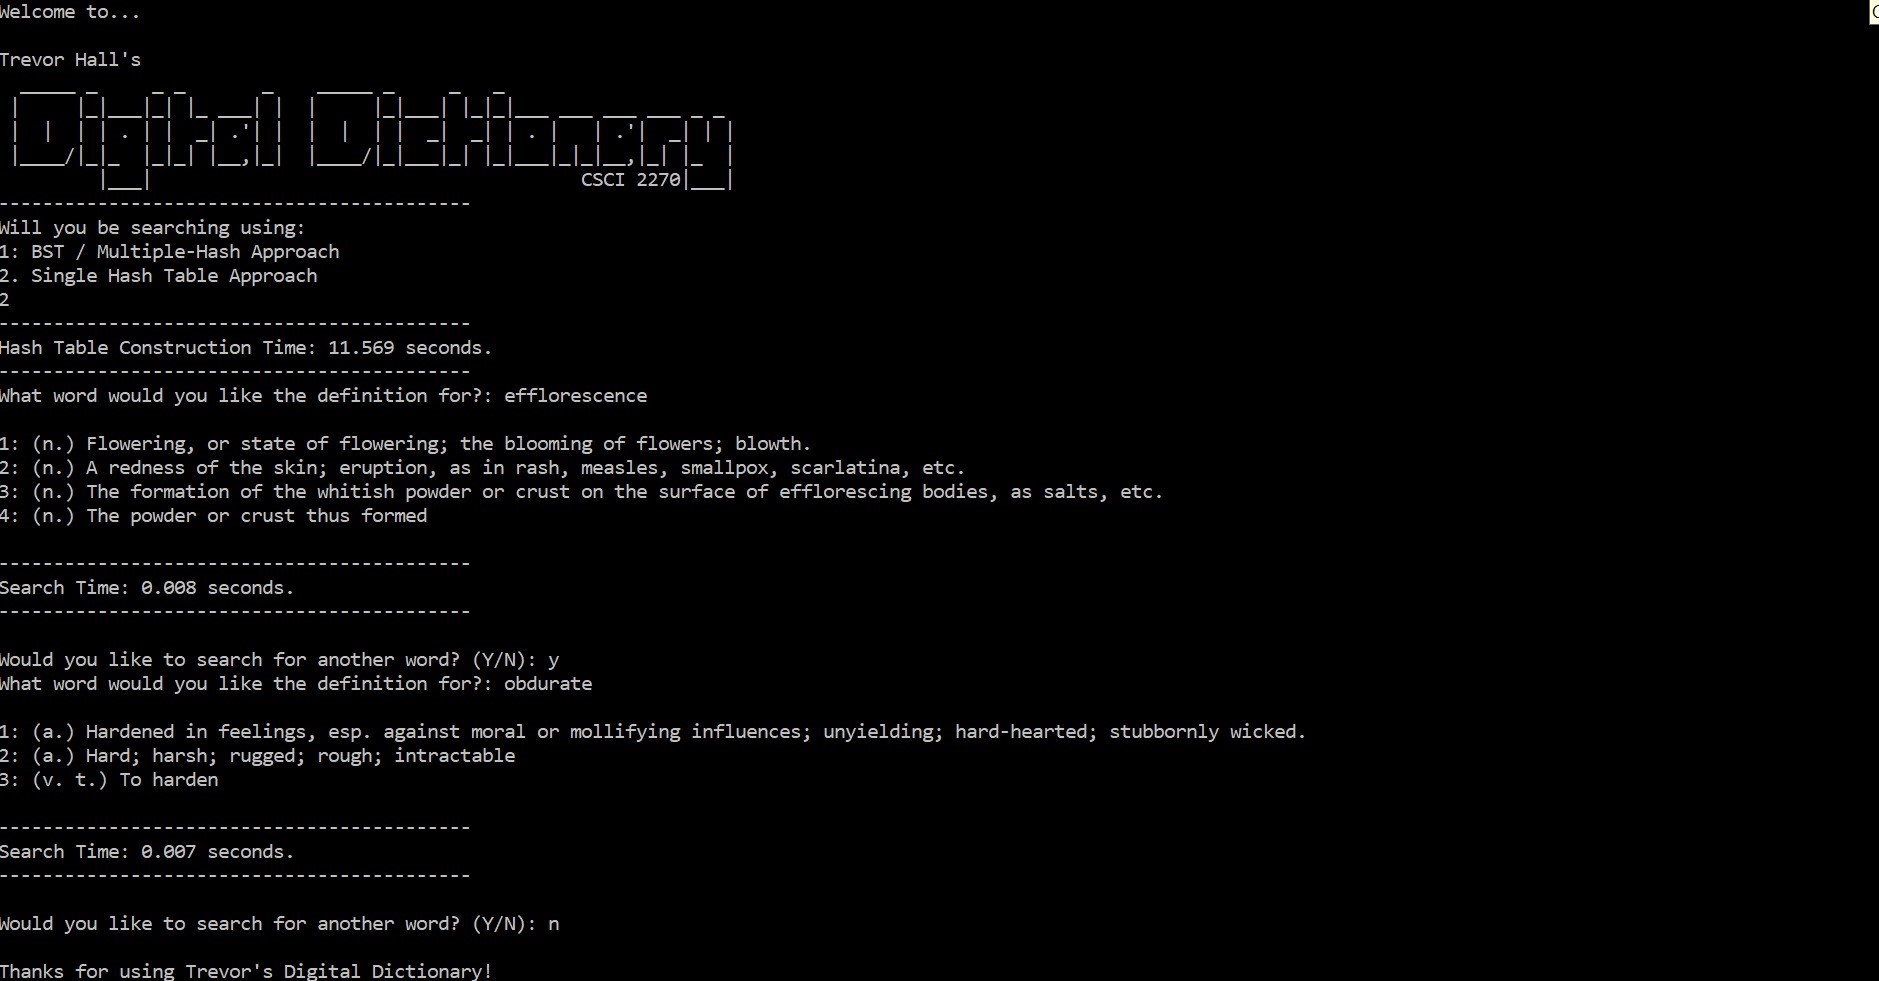 Welcome to...
Trevor Hall's
Digital Dictionary
CSCI 2270
-------------------------------------------
Will you be searching using:
1: BST / Multiple-Hash Approach
2. Single Hash Table Approach
2
-------------------------------------------
Hash Table Construction Time: 11.569 seconds.
-------------------------------------------
What word would you like the definition for?: efflorescence
1: (n.) Flowering, or state of flowering; the blooming of flowers; blowth.
2: (n.) A redness of the skin; eruption, as in rash, measles, smallpox, scarlatina, etc.
3: (n.) The formation of the whitish powder or crust on the surface of efflorescing bodies, as salts, etc.
4: (n.) The powder or crust thus formed
-------------------------------------------
Search Time: 0.008 seconds.
-------------------------------------------
Would you like to search for another word? (Y/N): y
What word would you like the definition for?: obdurate
1: (a.) Hardened in feelings, esp. against moral or mollifying influences; unyielding; hard-hearted; stubbornly wicked.
2: (a.) Hard; harsh; rugged; rough; intractable
3: (v. t.) To harden
-------------------------------------------
Search Time: 0.007 seconds.
-------------------------------------------
Would you like to search for another word? (Y/N): n
Thanks for using Trevor's Digital Dictionary!